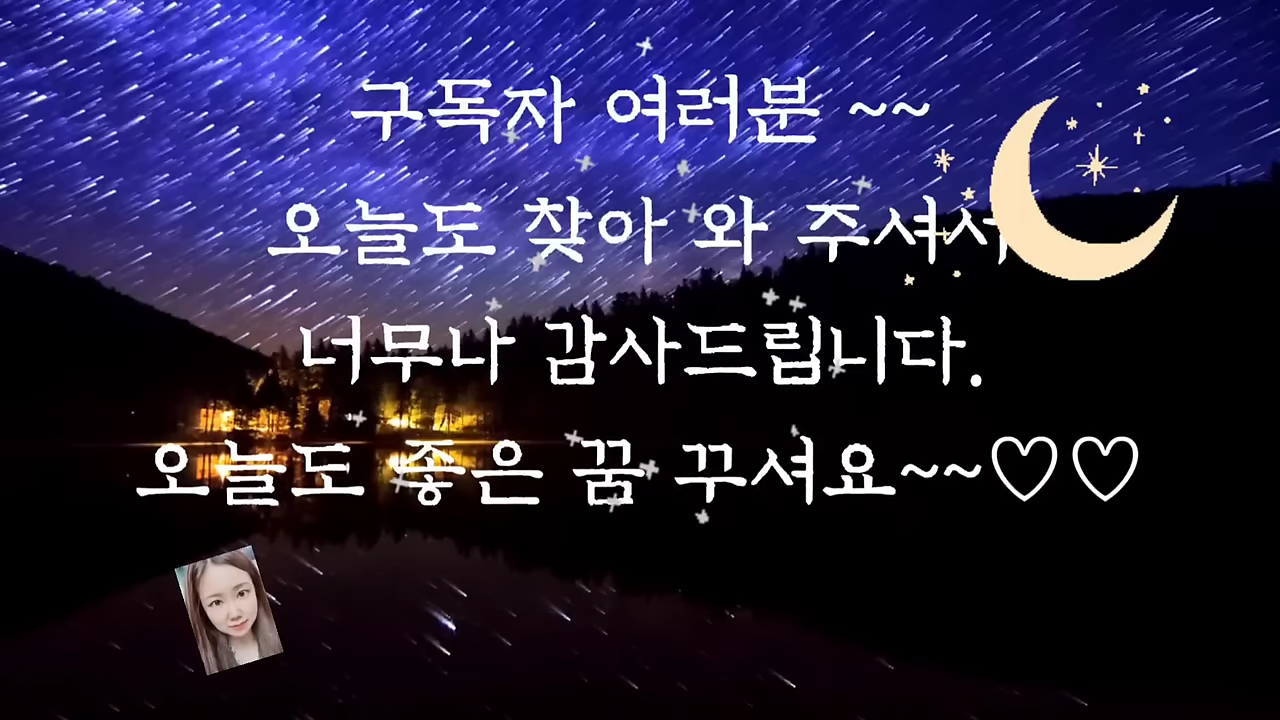 구독자 여러분 ~~
오늘도 찾아 와 주셔서
너무나 감사드립니다.
오늘도 좋은 꿈 꾸셔요~~♡♡